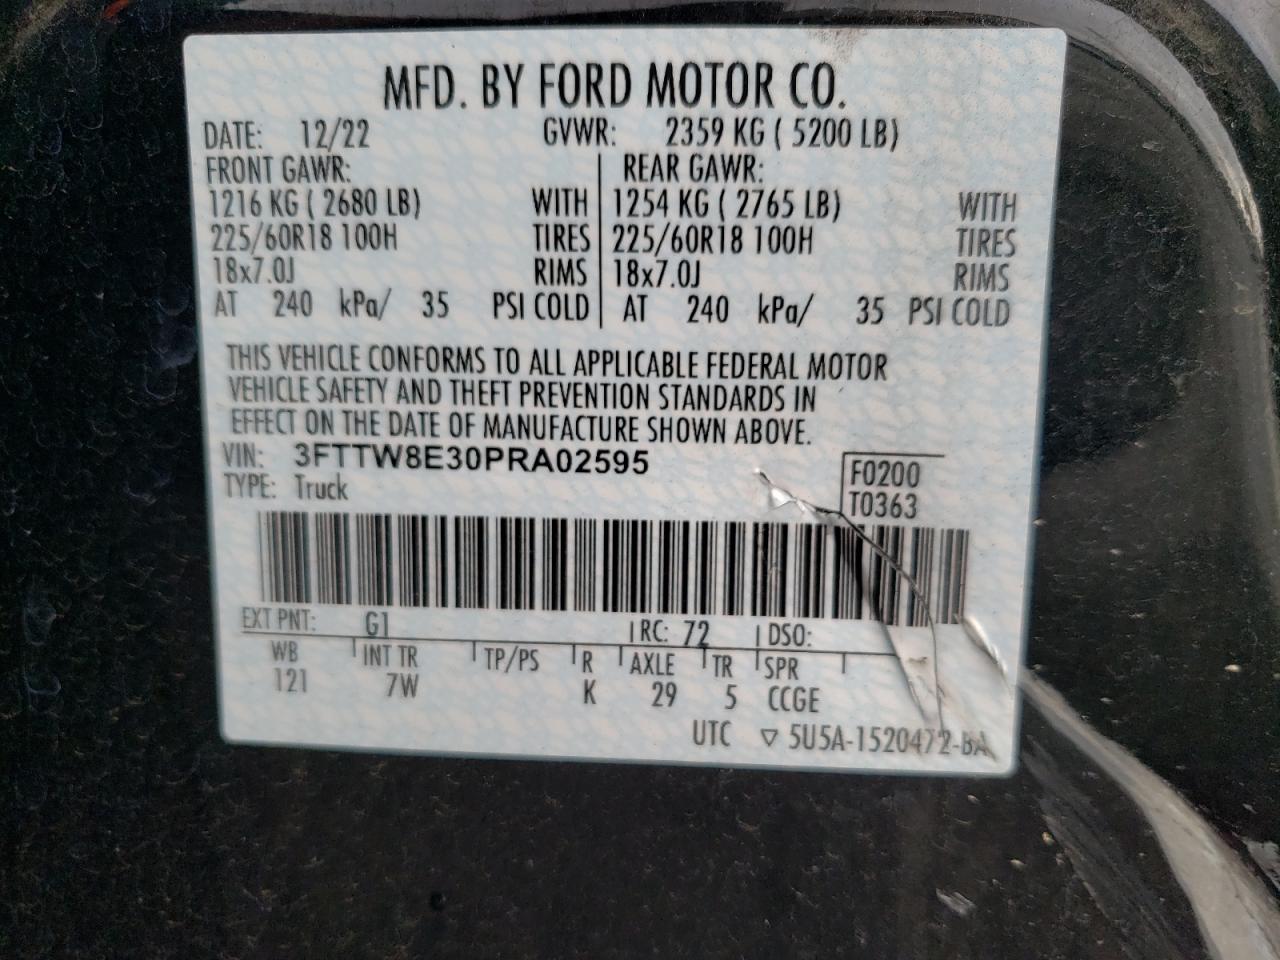 MFD. BY FORD MOTOR CO.
DATE: 12/22 GVWR: 2359 KG ( 5200 LB)
FRONT GAWR: REAR GAWR:
1216 KG ( 2680 LB) WITH 1254 KG ( 2765 LB) WITH
225/60R18 100H TIRES 225/60R18 100H TIRES
18x7.0J RIMS 18x7.0J RIMS
AT 240 kPa/ 35 PSI COLD AT 240 kPa/ 35 PSI COLD
THIS VEHICLE CONFORMS TO ALL APPLICABLE FEDERAL MOTOR
VEHICLE SAFETY AND THEFT PREVENTION STANDARDS IN
EFFECT ON THE DATE OF MANUFACTURE SHOWN ABOVE.
VIN: 3FTTW8E30PRA02595
F0200
TYPE: Truck
T0363
EXT PNT: G1 RC: 72 DSO:
WB INT TR TP/PS R AXLE TR SPR
121 7W K 29 5 CCGE
UTC ▽ 5U5A-1520472-BA